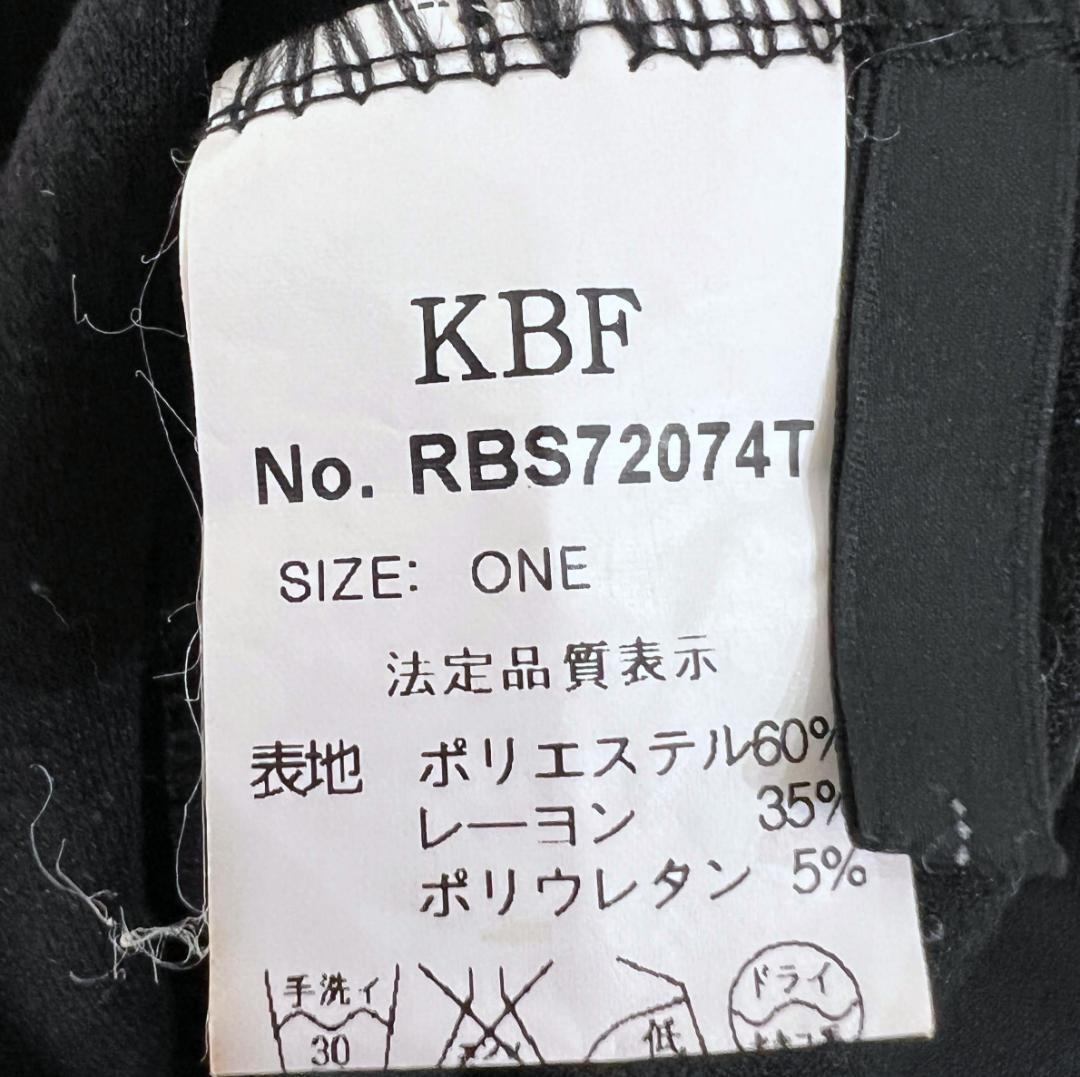 KBF
No. RBS72074T
SIZE: ONE
法定品質表示
表地 ポリエステル60%
レーヨン 35%
ポリウレタン 5%
手洗イ ドライ
30 低